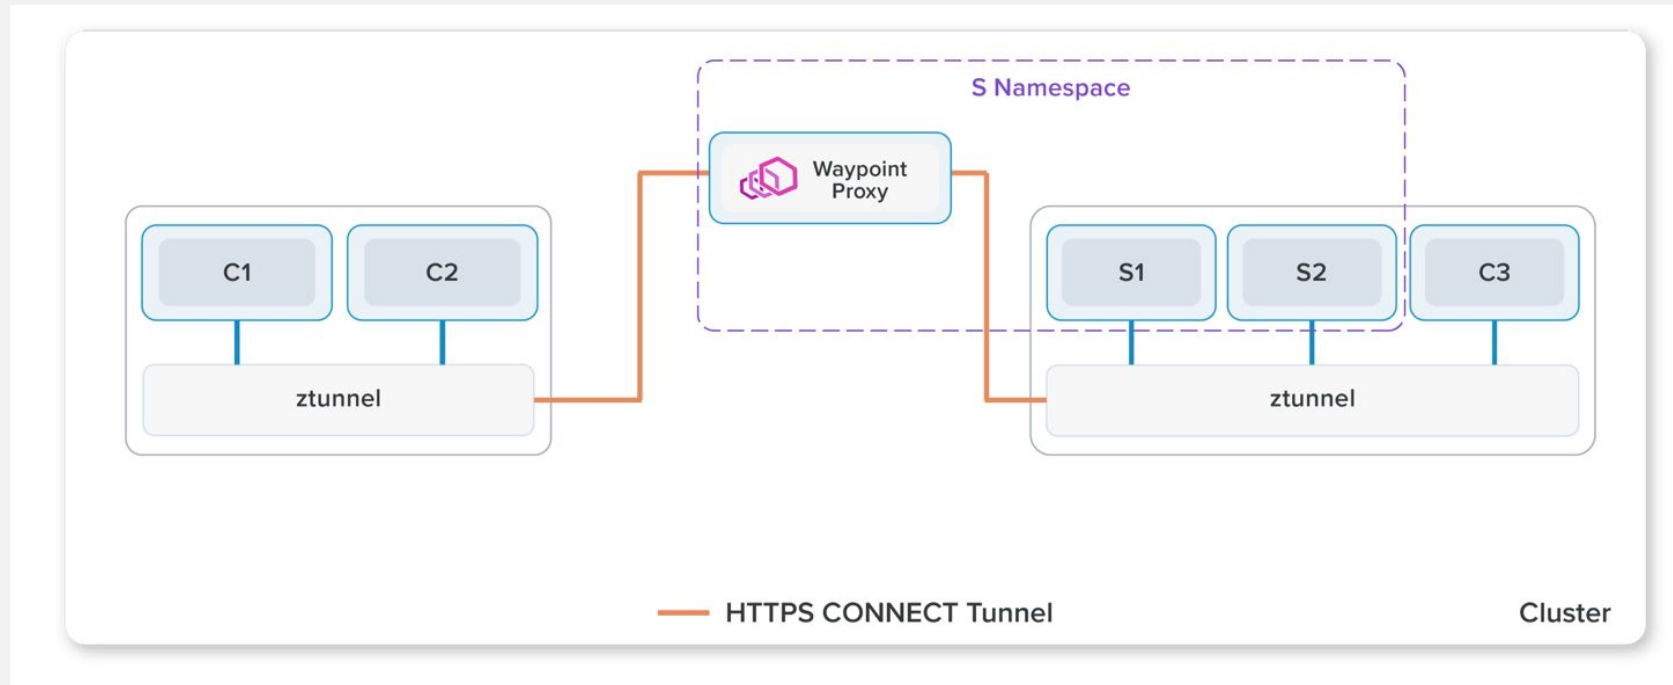 S Namespace
Waypoint
Proxy
C1
C2
S1
S2
C3
ztunnel
ztunnel
HTTPS CONNECT Tunnel
Cluster